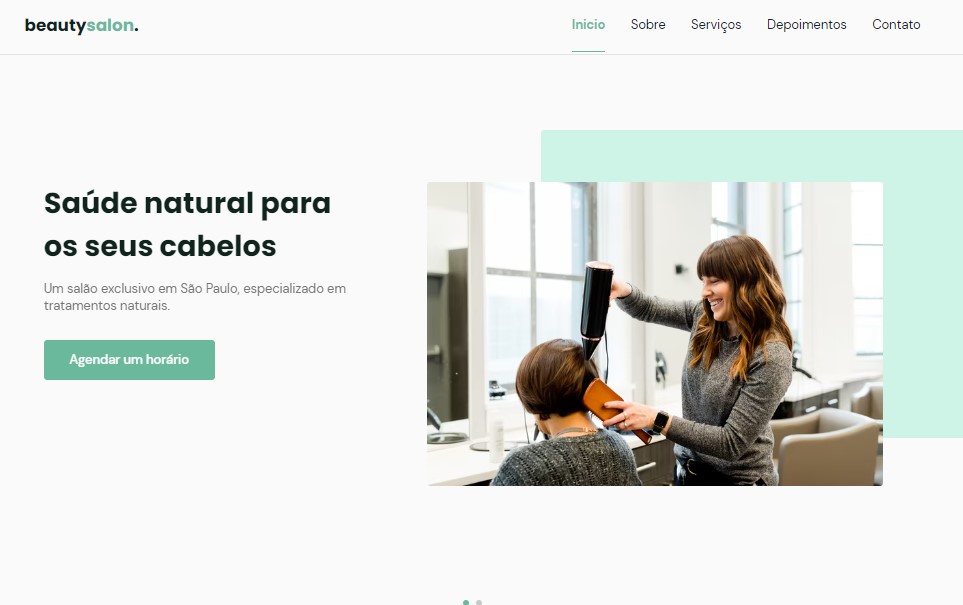 beautysalon.
Inicio Sobre Serviços Depoimentos Contato
Saúde natural para
os seus cabelos
Um salão exclusivo em São Paulo, especializado em
tratamentos naturais.
Agendar um horário